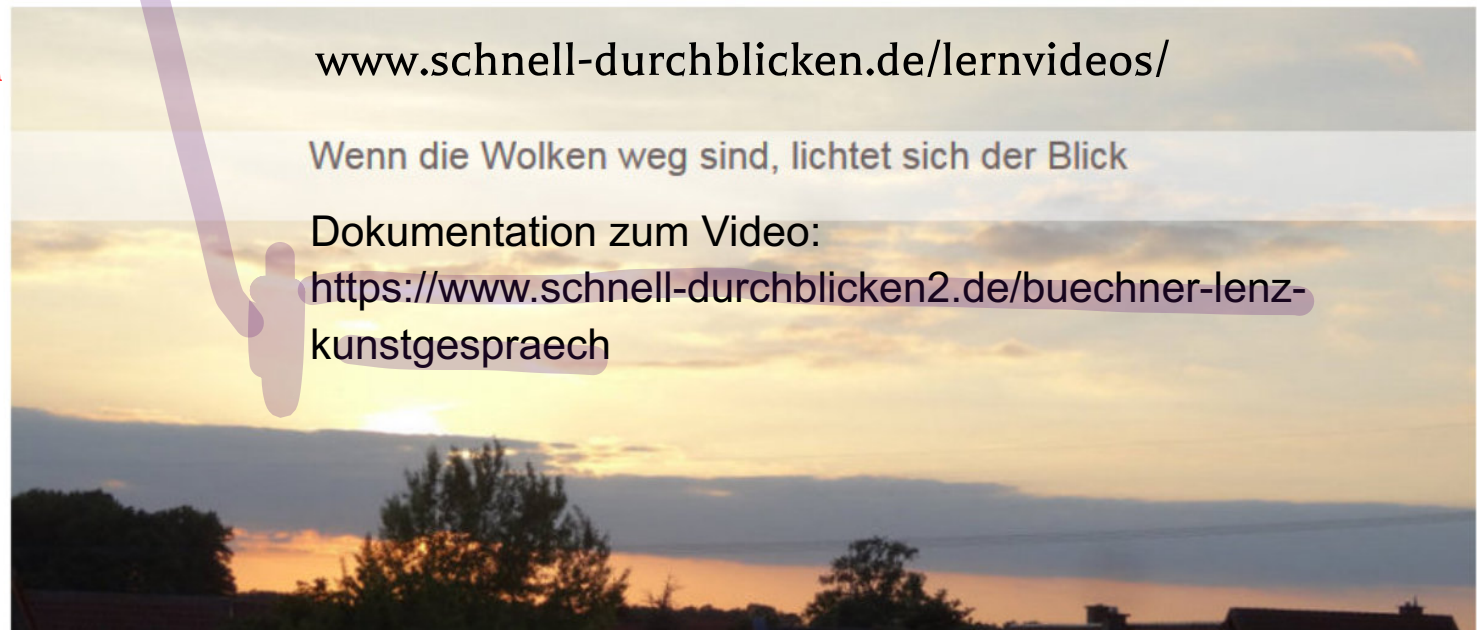 www.schnell-durchblicken.de/lernvideos/
Wenn die Wolken weg sind, lichtet sich der Blick
Dokumentation zum Video:
https://www.schnell-durchblicken2.de/buechner-lenz-
kunstgespraech